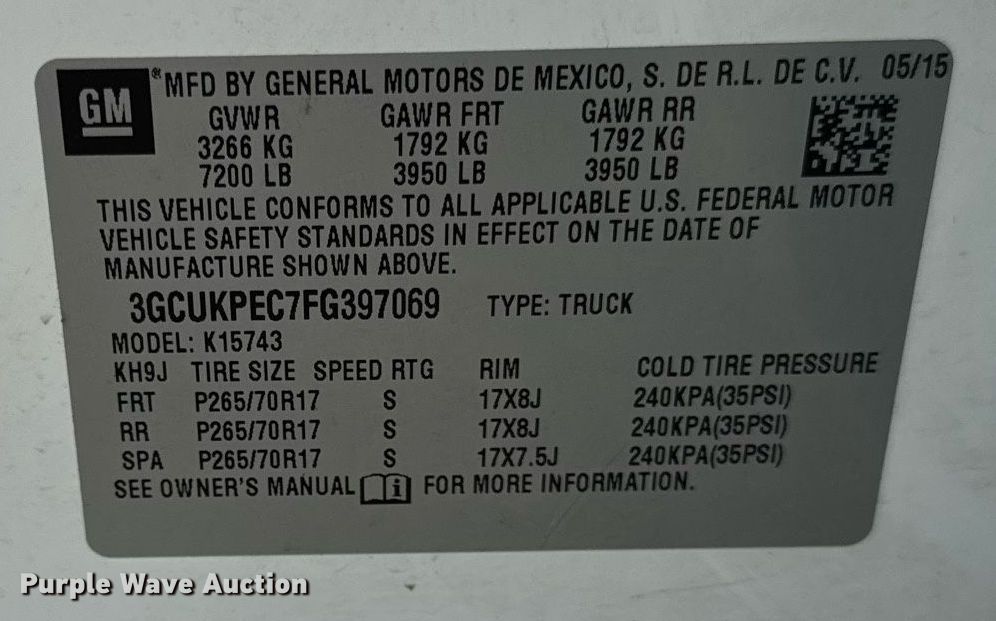 GM ® MFD BY GENERAL MOTORS DE MEXICO, S. DE R.L. DE C.V. 05/15
GVWR GAWR FRT GAWR RR
3266 KG 1792 KG 1792 KG
7200 LB 3950 LB 3950 LB
THIS VEHICLE CONFORMS TO ALL APPLICABLE U.S. FEDERAL MOTOR
VEHICLE SAFETY STANDARDS IN EFFECT ON THE DATE OF
MANUFACTURE SHOWN ABOVE.
3GCUKPEC7FG397069 TYPE: TRUCK
MODEL: K15743
KH9J TIRE SIZE SPEED RTG RIM COLD TIRE PRESSURE
FRT P265/70R17 S 17X8J 240KPA(35PSI)
RR P265/70R17 S 17X8J 240KPA(35PSI)
SPA P265/70R17 S 17X7.5J 240KPA(35PSI)
SEE OWNER'S MANUAL i FOR MORE INFORMATION.
Purple Wave Auction